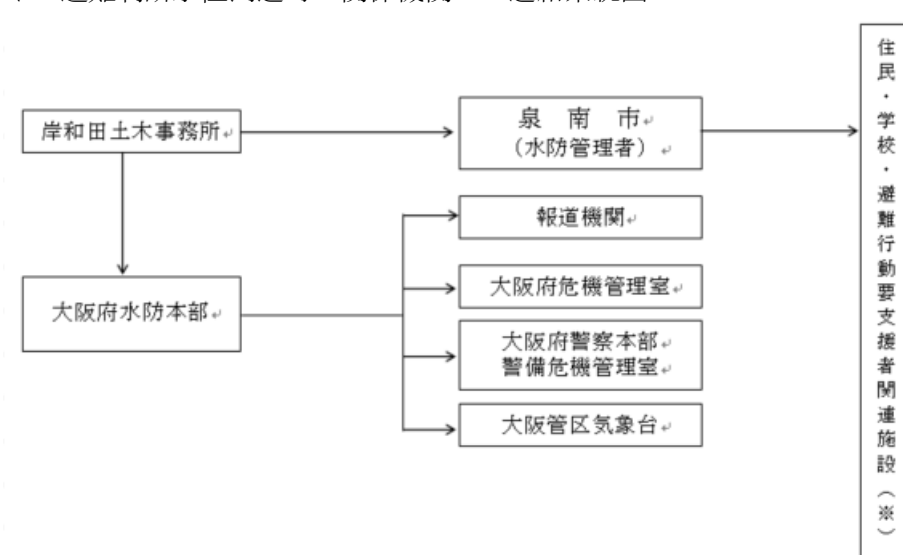 岸和田土木事務所
泉南市
(水防管理者)
報道機関
大阪府水防本部
大阪府危機管理室
大阪府警察本部
警備危機管理室
大阪管区気象台
住民・学校・避難行動要支援者関連施設(※)